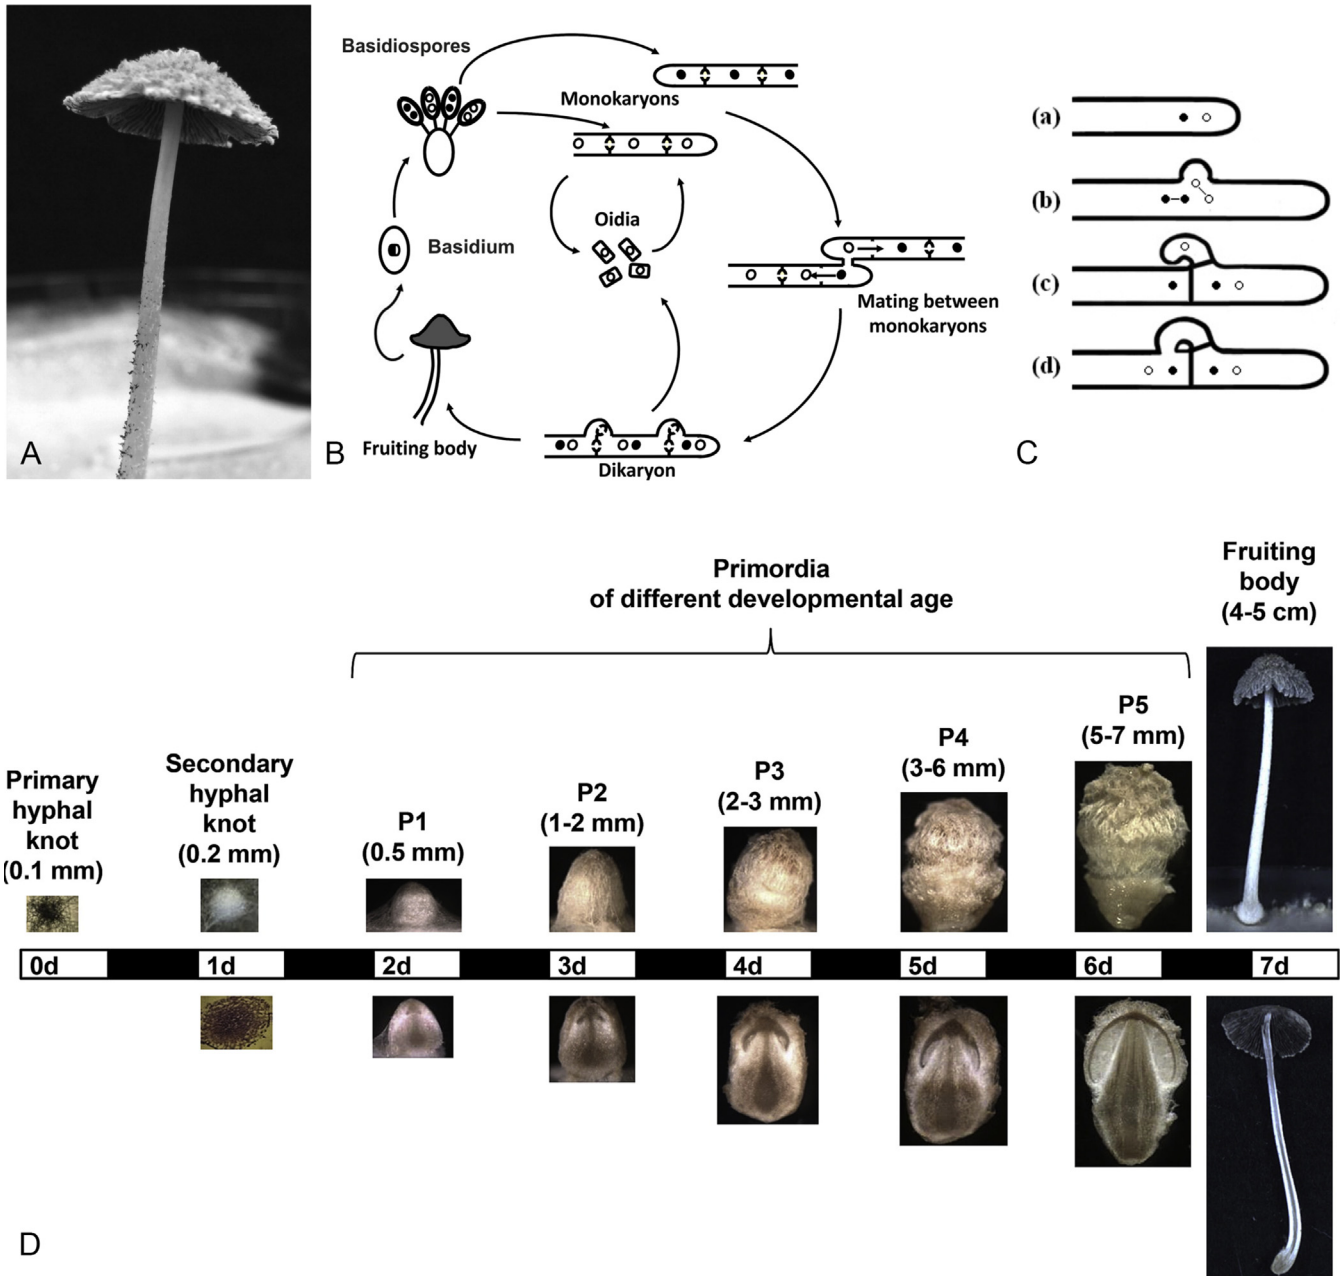 A
B
Basidiospores
Monokaryons
Oidia
Basidium
Mating between
monokaryons
Fruiting body
Dikaryon
C
(a)
(b)
(c)
(d)
Primordia
of different developmental age
Fruiting
body
(4-5 cm)
Primary
hyphal
knot
(0.1 mm)
Secondary
hyphal
knot
(0.2 mm)
P1
(0.5 mm)
P2
(1-2 mm)
P3
(2-3 mm)
P4
(3-6 mm)
P5
(5-7 mm)
0d
1d
2d
3d
4d
5d
6d
7d
D